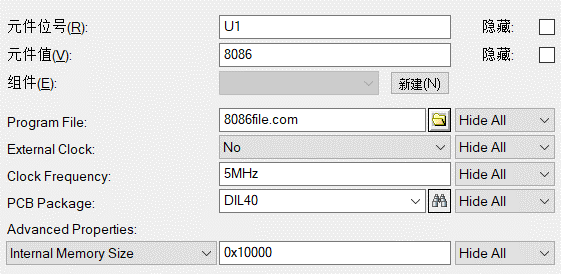 元件位号(R): U1 隐藏:
元件值(V): 8086 隐藏:
组件(E): 新建(N)
Program File: 8086file.com Hide All
External Clock: No Hide All
Clock Frequency: 5MHz Hide All
PCB Package: DIL40 Hide All
Advanced Properties:
Internal Memory Size 0x10000 Hide All